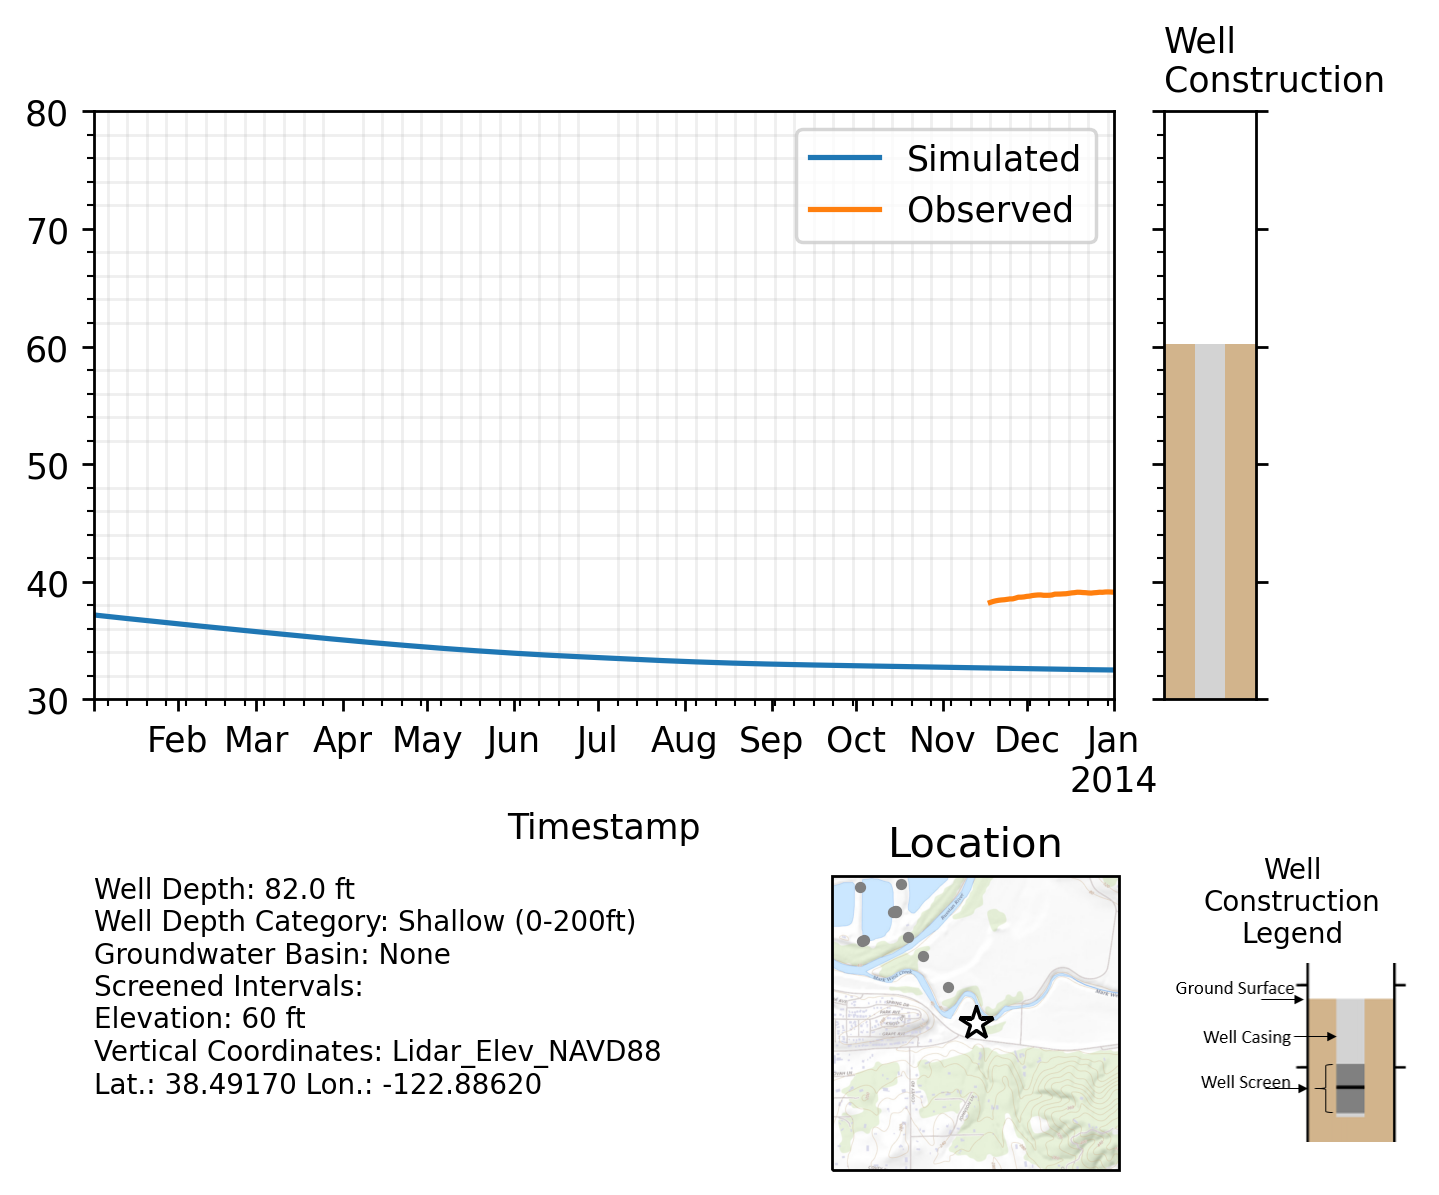 Well
Construction
80
70
60
50
40
30
Simulated
Observed
Feb Mar Apr May Jun Jul Aug Sep Oct Nov Dec Jan
2014
Timestamp
Well Depth: 82.0 ft
Well Depth Category: Shallow (0-200ft)
Groundwater Basin: None
Screened Intervals:
Elevation: 60 ft
Vertical Coordinates: Lidar_Elev_NAVD88
Lat.: 38.49170 Lon.: -122.88620
Location
Well
Construction
Legend
Ground Surface
Well Casing
Well Screen